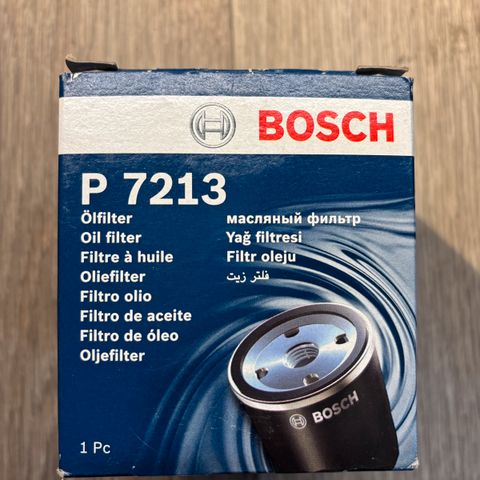 BOSCH
P 7213
Ölfilter
Oil filter
Filtre à huile
Oliefilter
Filtro olio
Filtro de aceite
Filtro de óleo
Oljefilter
масляный фильтр
Yağ filtresi
Filtr oleju
فلتر زيت
BOSCH
1 Pc